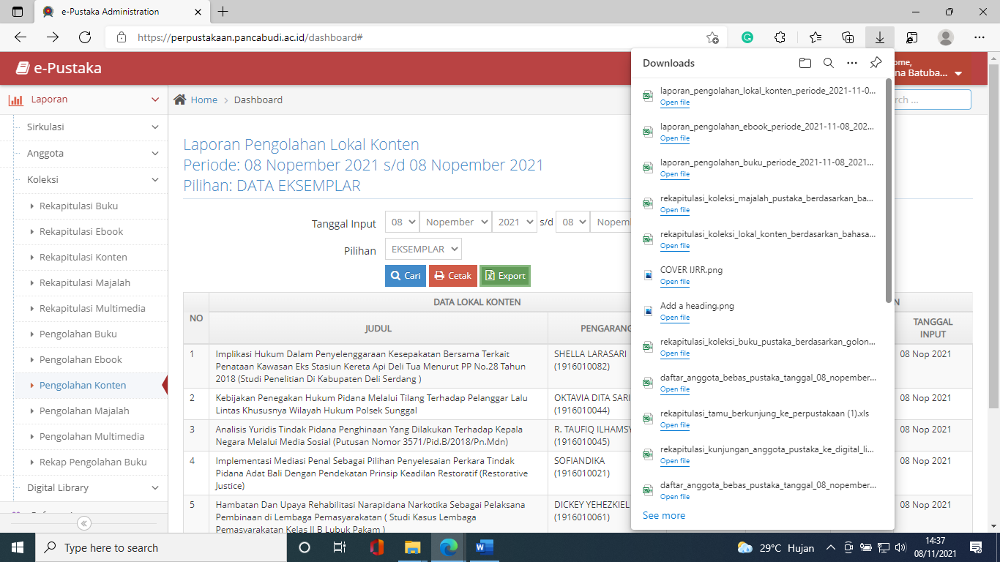 e-Pustaka Administration
https://perpustakaan.pancabudi.ac.id/dashboard#
e-Pustaka
ome,
na Batuba...
Laporan
Sirkulasi
Anggota
Koleksi
Rekapitulasi Buku
Rekapitulasi Ebook
Rekapitulasi Konten
Rekapitulasi Majalah
Rekapitulasi Multimedia
Pengolahan Buku
Pengolahan Ebook
Pengolahan Konten
Pengolahan Majalah
Pengolahan Multimedia
Rekap Pengolahan Buku
Digital Library
Home > Dashboard
rch ...
Laporan Pengolahan Lokal Konten
Periode: 08 Nopember 2021 s/d 08 Nopember 2021
Pilihan: DATA EKSEMPLAR
Tanggal Input 08 Nopember 2021 s/d 08 Nopem
Pilihan EKSEMPLAR
Cari Cetak Export
NO
DATA LOKAL KONTEN
N
JUDUL
PENGARANG
TANGGAL
INPUT
1
Implikasi Hukum Dalam Penyelenggaraan Kesepakatan Bersama Terkait
Penataan Kawasan Eks Stasiun Kereta Api Deli Tua Menurut PP No.28 Tahun
2018 (Studi Penelitian Di Kabupaten Deli Serdang )
SHELLA LARASARI
(1916010082)
08 Nop 2021
2
Kebijakan Penegakan Hukum Pidana Melalui Tilang Terhadap Pelanggar Lalu
Lintas Khususnya Wilayah Hukum Polsek Sunggal
OKTAVIA DITA SARI
(1916010044)
08 Nop 2021
3
Analisis Yuridis Tindak Pidana Penghinaan Yang Dilakukan Terhadap Kepala
Negara Melalui Media Sosial (Putusan Nomor 3571/Pid.B/2018/Pn.Mdn)
R. TAUFIQ ILHAMSY
(1916010045)
08 Nop 2021
4
Implementasi Mediasi Penal Sebagai Pilihan Penyelesaian Perkara Tindak
Pidana Adat Bali Dengan Pendekatan Prinsip Keadilan Restoratif (Restorative
Justice)
SOFIANDIKA
(1916010021)
08 Nop 2021
5
Hambatan Dan Upaya Rehabilitasi Narapidana Narkotika Sebagai Pelaksana
Pembinaan di Lembaga Pemasyarakatan ( Studi Kasus Lembaga
Pemasyarakatan Kelas II B Lubuk Pakam )
DICKEY YEHEZKIEL
(1916010061)
08 Nop 2021
Downloads
laporan_pengolahan_lokal_konten_periode_2021-11-0...
Open file
laporan_pengolahan_ebook_periode_2021-11-08_202...
Open file
laporan_pengolahan_buku_periode_2021-11-08_2021...
Open file
rekapitulasi_koleksi_majalah_pustaka_berdasarkan_ba...
Open file
rekapitulasi_koleksi_lokal_konten_berdasarkan_bahasa...
Open file
COVER IJRR.png
Open file
Add a heading.png
Open file
rekapitulasi_koleksi_buku_pustaka_berdasarkan_golon...
Open file
daftar_anggota_bebas_pustaka_tanggal_08_nopember...
Open file
rekapitulasi_tamu_berkunjung_ke_perpustakaan (1).xls
Open file
rekapitulasi_kunjungan_anggota_pustaka_ke_digital_li...
Open file
daftar_anggota_bebas_pustaka_tanggal_08_nopember...
Open file
See more
Type here to search
29°C Hujan
14:37
08/11/2021